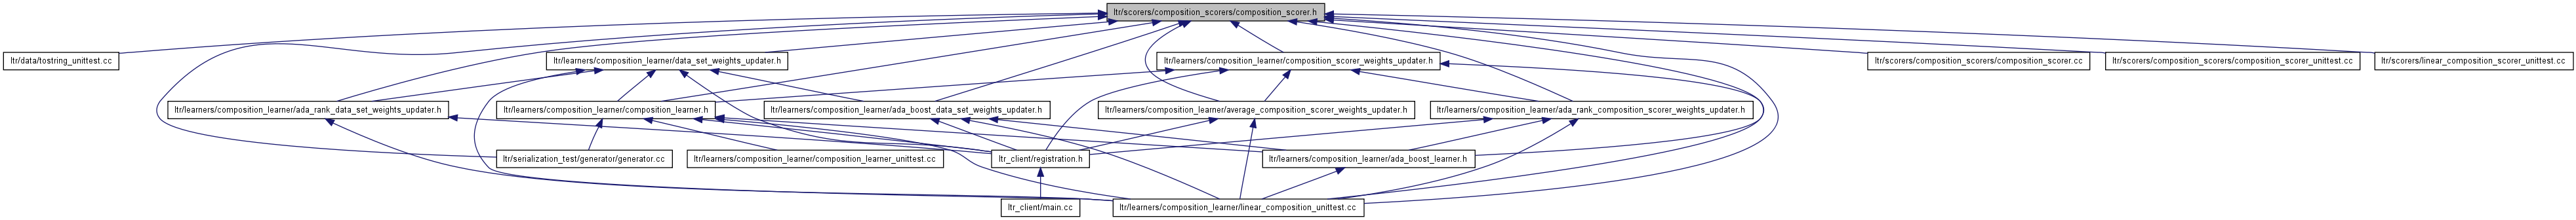 ltr/scorers/composition_scorers/composition_scorer.h
ltr/data/tostring_unittest.cc
ltr/learners/composition_learner/data_set_weights_updater.h
ltr/learners/composition_learner/composition_scorer_weights_updater.h
ltr/scorers/composition_scorers/composition_scorer.cc
ltr/scorers/composition_scorers/composition_scorer_unittest.cc
ltr/scorers/linear_composition_scorer_unittest.cc
ltr/learners/composition_learner/ada_rank_data_set_weights_updater.h
ltr/learners/composition_learner/composition_learner.h
ltr/learners/composition_learner/ada_boost_data_set_weights_updater.h
ltr/learners/composition_learner/average_composition_scorer_weights_updater.h
ltr/learners/composition_learner/ada_rank_composition_scorer_weights_updater.h
ltr/serialization_test/generator/generator.cc
ltr/learners/composition_learner/composition_learner_unittest.cc
ltr_client/registration.h
ltr/learners/composition_learner/ada_boost_learner.h
ltr_client/main.cc
ltr/learners/composition_learner/linear_composition_unittest.cc